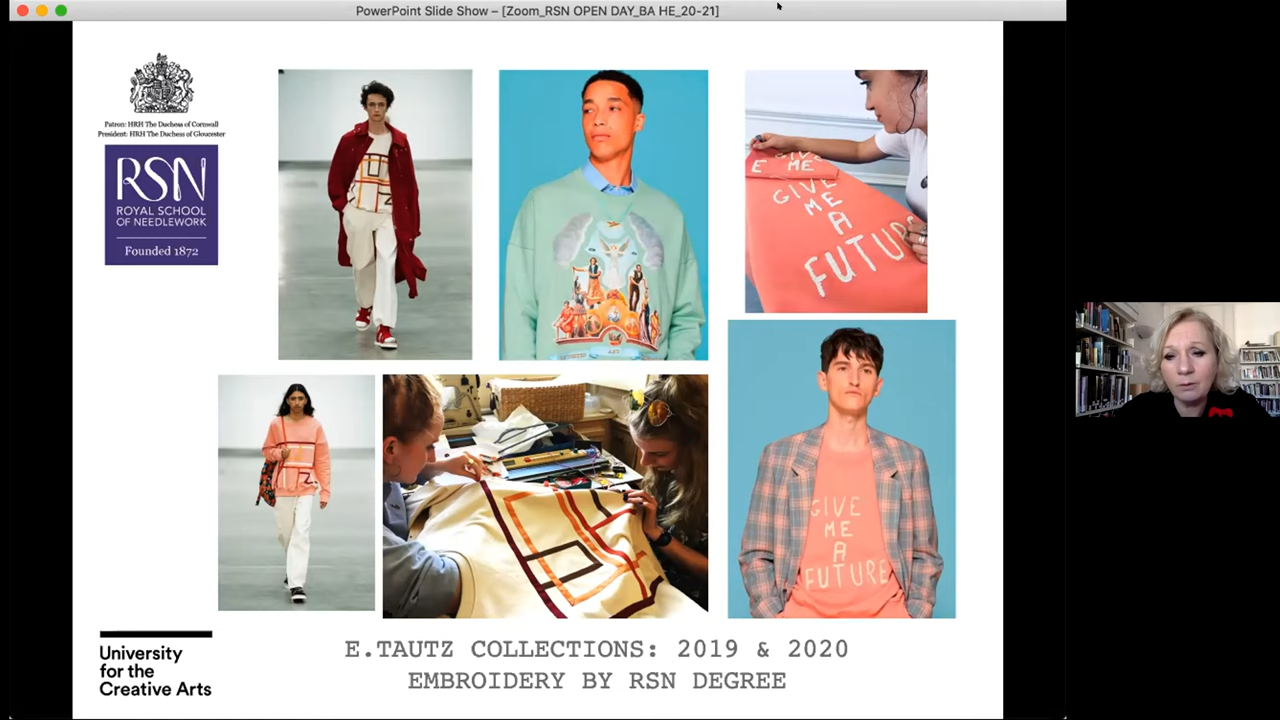 PowerPoint Slide Show – [Zoom_RSN OPEN DAY_BA HE_20-21]
Patron: HRH The Duchess of Cornwall
President: HRH The Duchess of Gloucester
RSN
ROYAL SCHOOL
OF NEEDLEWORK
Founded 1872
E ME
GIVE
ME
A
FUTURE
GIVE
ME
A
FUTURE
University
for the
Creative Arts
E.TAUTZ COLLECTIONS: 2019 & 2020
EMBROIDERY BY RSN DEGREE